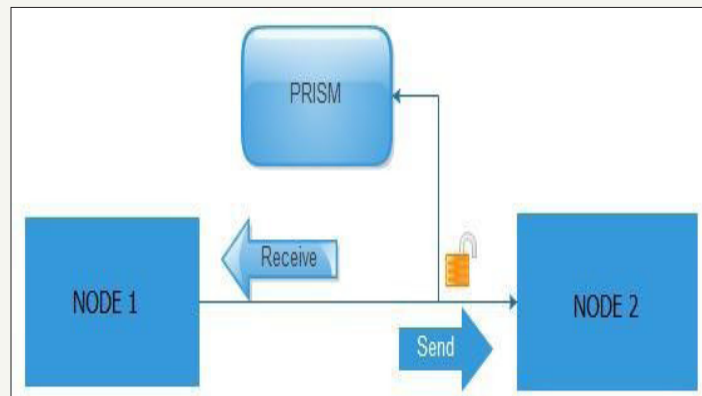 PRISM
Receive
NODE 1
NODE 2
Send